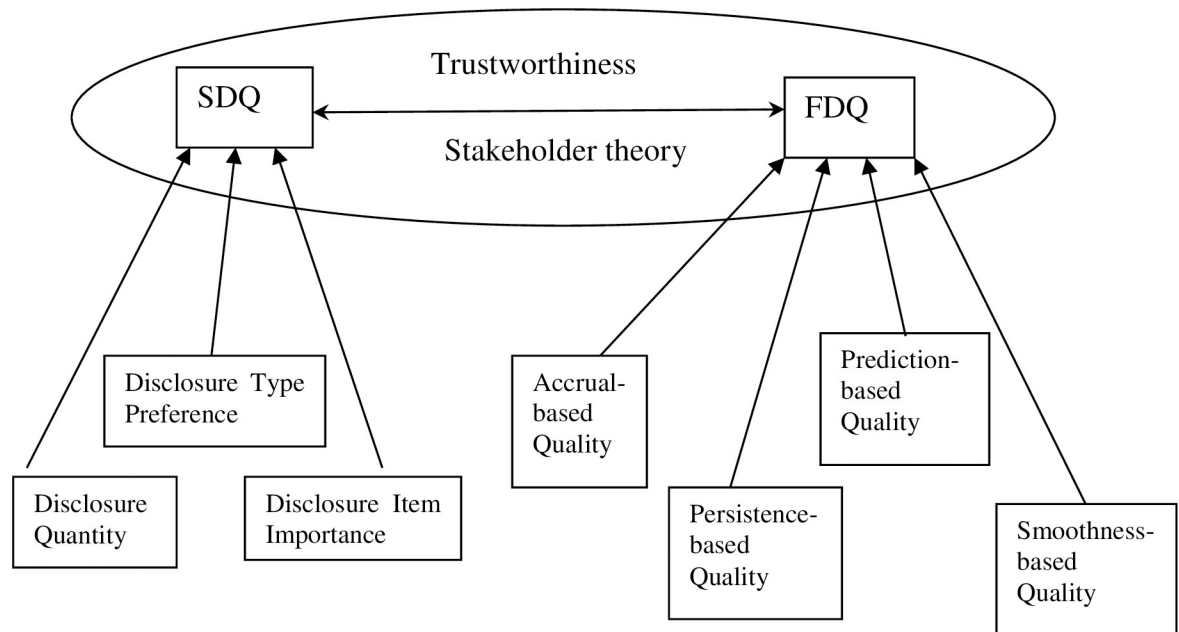 Trustworthiness
SDQ
FDQ
Stakeholder theory
Disclosure Type
Preference
Disclosure
Quantity
Disclosure Item
Importance
Accrual-
based
Quality
Persistence-
based
Quality
Prediction-
based
Quality
Smoothness-
based
Quality